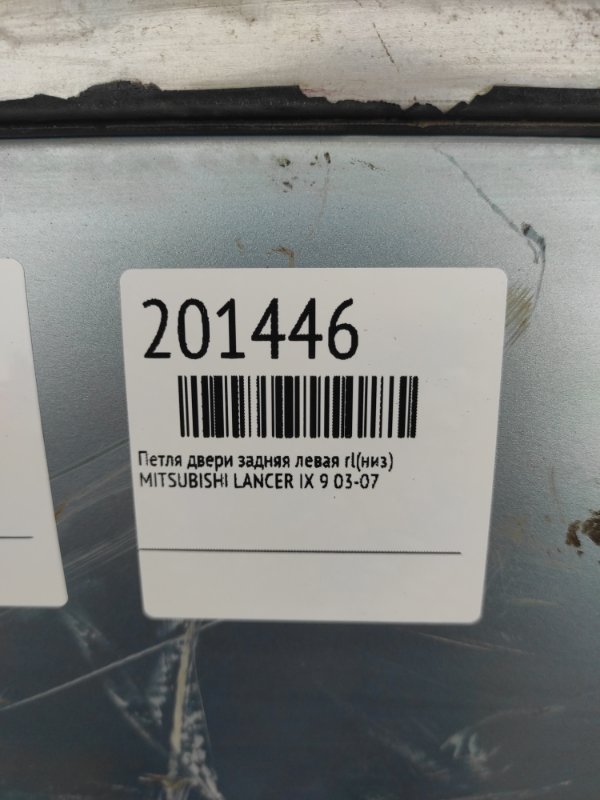 201446
Петля двери задняя левая rl(низ)
MITSUBISHI LANCER IX 9 03-07